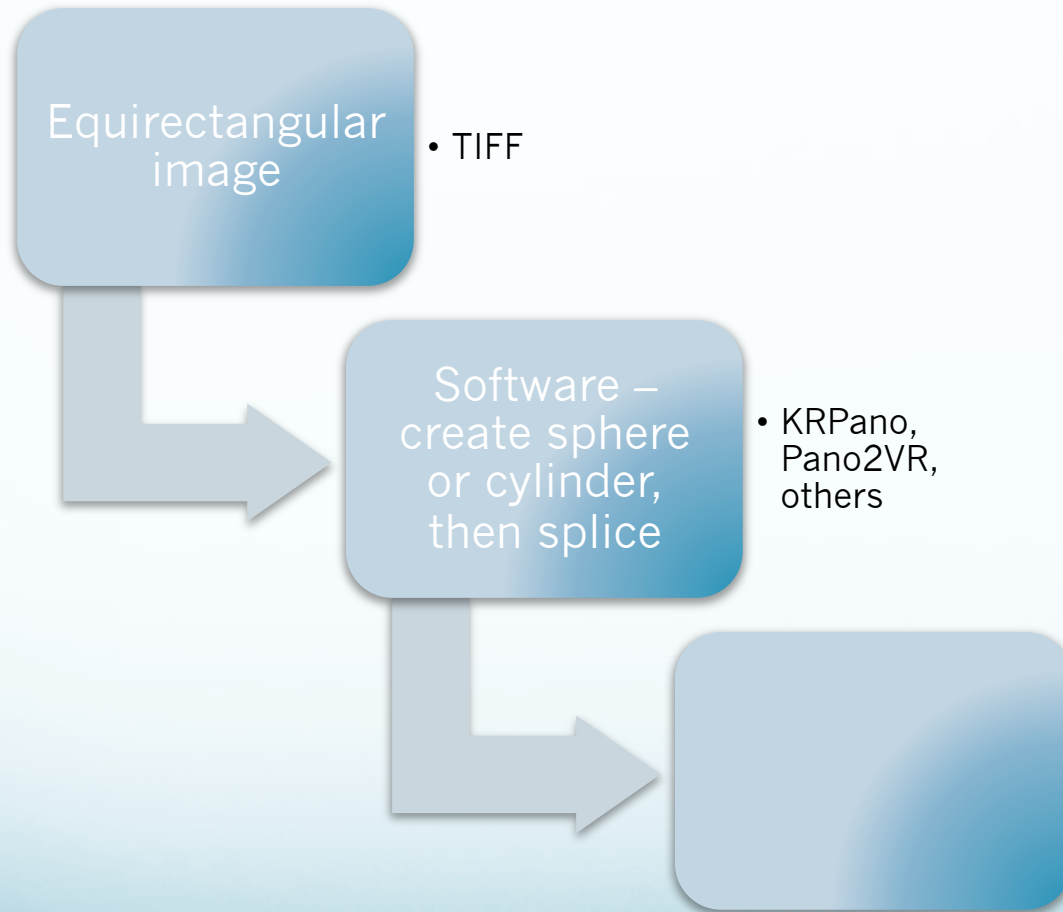 Equirectangular
image
• TIFF
Software –
create sphere
or cylinder,
then splice
• KRPano,
Pano2VR,
others